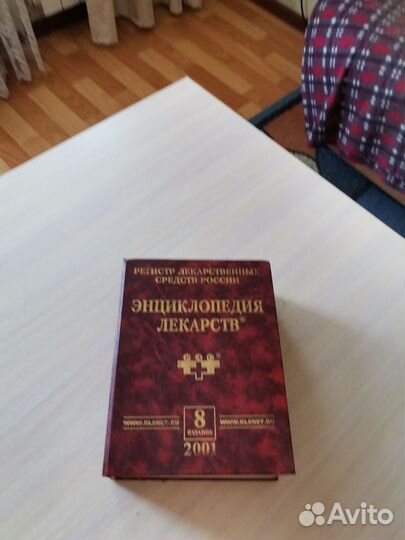 РЕГИСТР ЛЕКАРСТВЕННЫХ
СРЕДСТВ РОССИИ
ЭНЦИКЛОПЕДИЯ
ЛЕКАРСТВ®
WWW.RLSNET.RU 8 ИЗДАНИЕ WWW.RLSNET.RU
2001
Avito